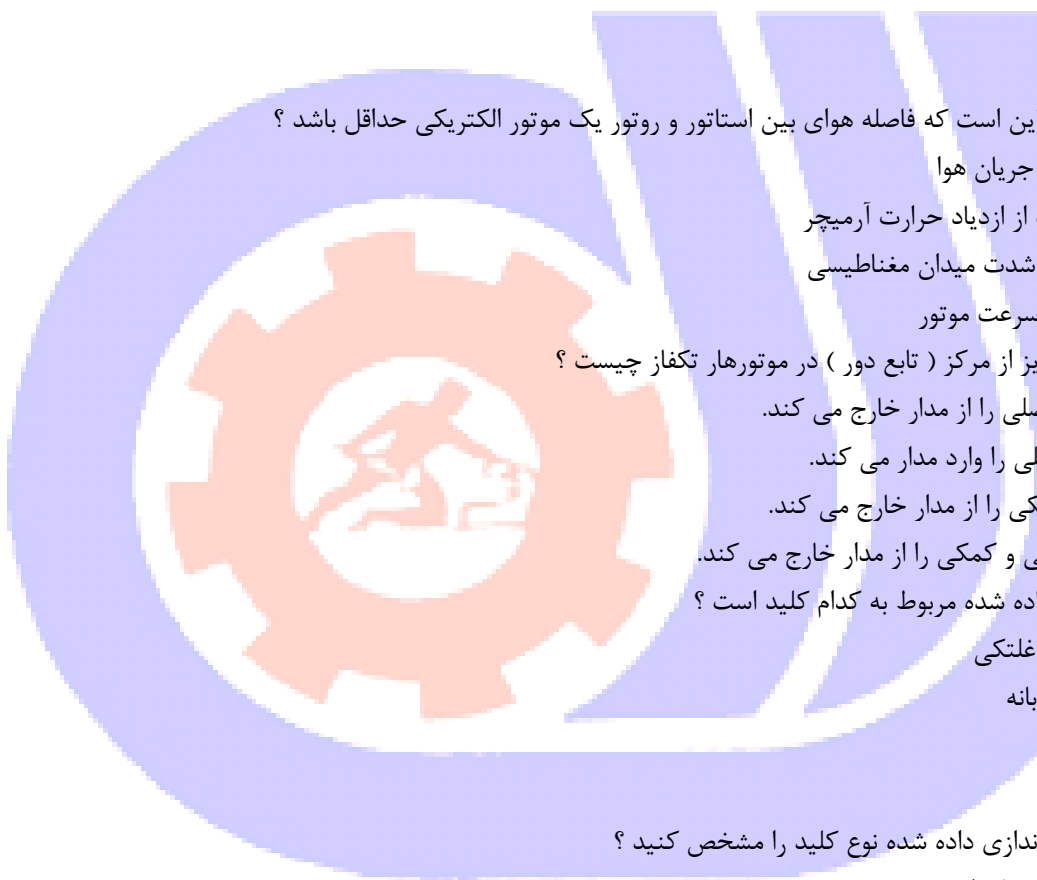 این است که فاصله هوای بین استاتور و روتور یک موتور الکتریکی حداقل باشد ؟
جریان هوا
از ازدیاد حرارت آرمیچر
شدت میدان مغناطیسی
سرعت موتور
یز از مرکز ( تابع دور ) در موتورهار تکفاز چیست ؟
صلی را از مدار خارج می کند.
لی را وارد مدار می کند.
کی را از مدار خارج می کند.
ی و کمکی را از مدار خارج می کند.
اده شده مربوط به کدام کلید است ؟
غلتکی
بانه
ندازی داده شده نوع کلید را مشخص کنید ؟